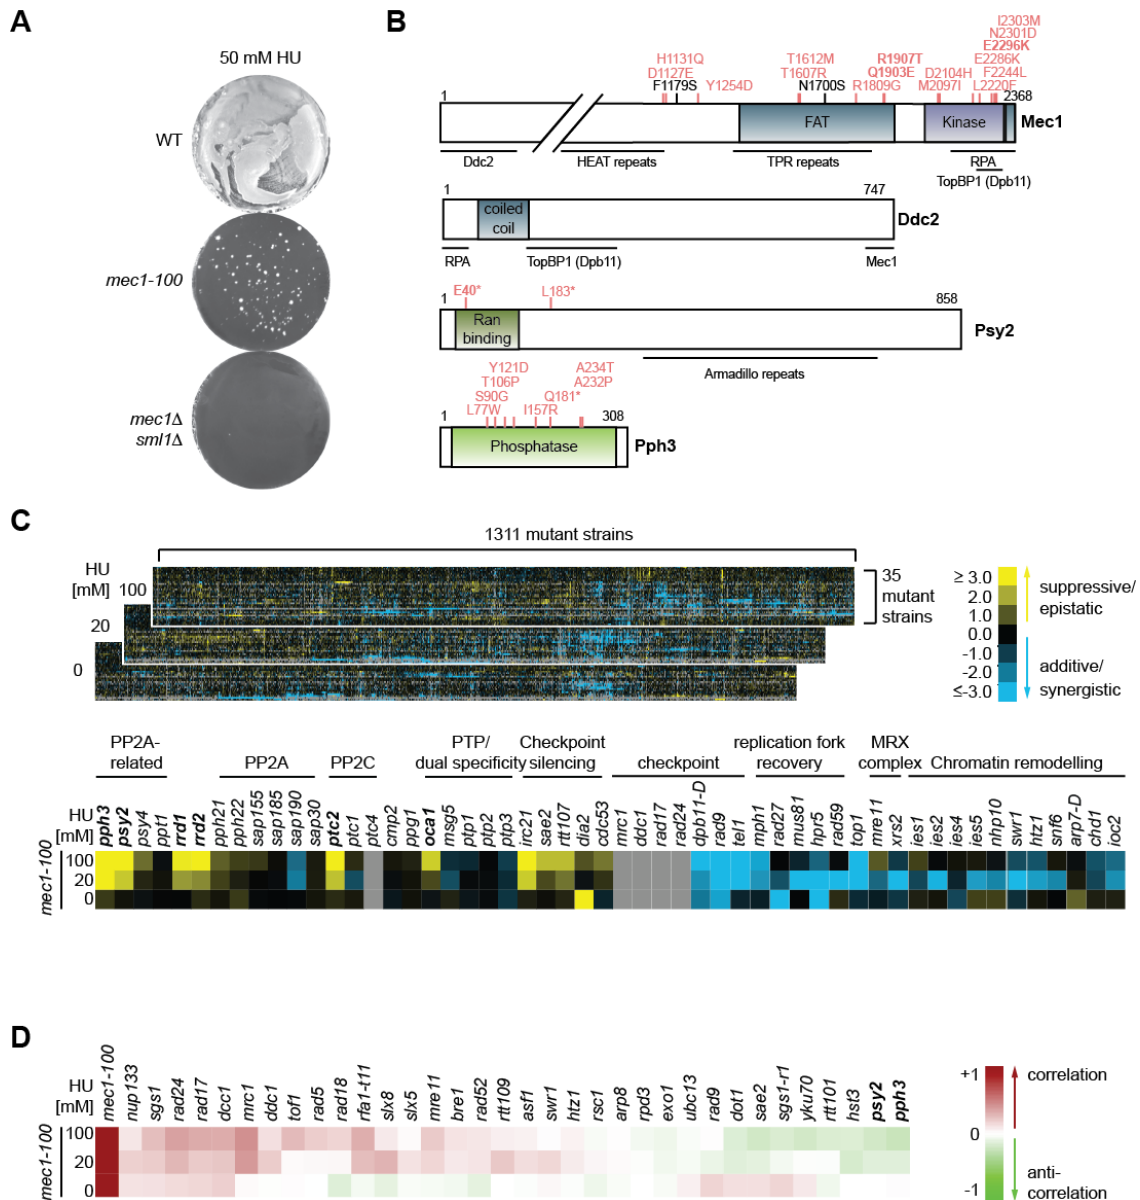 A
50 mM HU
WT
mec1-100
mec1Δ
sml1Δ
B
I2303M
N2301D
E2296K
E2286K
F2244L
L2220F
H1131Q
D1127E
F1179S
Y1254D
T1612M
T1607R
N1700S
R1907T
Q1903E
R1809G
D2104H
M2097I
1
2368
FAT
Kinase
Mec1
Ddc2
HEAT repeats
TPR repeats
RPA
TopBP1 (Dpb11)
1
747
coiled
coil
Ddc2
RPA
TopBP1 (Dpb11)
Mec1
E40*
L183*
1
858
Ran
binding
Psy2
Armadillo repeats
Y121D
T106P
S90G
L77W
I157R
Q181*
A234T
A232P
1
308
Phosphatase
Pph3
C
1311 mutant strains
HU
[mM]
100
20
0
35
mutant
strains
≥ 3.0
2.0
1.0
0.0
-1.0
-2.0
≤-3.0
suppressive/
epistatic
additive/
synergistic
PP2A-
related
PP2A
PP2C
PTP/
dual specificity
Checkpoint
silencing
checkpoint
replication fork
recovery
MRX
complex
Chromatin remodelling
HU
[mM]
pph3
psy2
psy4
ppt1
rrd1
rrd2
pph21
pph22
sap155
sap185
sap190
sap30
ptc2
ptc1
ptc4
cmp2
ppg1
oca1
msg5
ptp1
ptp2
ptp3
irc21
sae2
rtt107
dia2
cdc53
mrc1
ddc1
rad17
rad24
dpb11-D
rad9
tel1
mph1
rad27
mus81
hpr5
rad59
top1
mre11
xrs2
ies1
ies2
ies4
ies5
nhp10
swr1
htz1
snf6
arp7-D
chd1
ioc2
mec1-100
100
20
0
D
HU
[mM]
mec1-100
nup133
sgs1
rad24
rad17
dcc1
mrc1
ddc1
tof1
rad5
rad18
rfa1-t11
slx8
slx5
mre11
bre1
rad52
rtt109
asf1
swr1
htz1
rsc1
arp8
rpd3
exo1
ubc13
rad9
dot1
sae2
sgs1-r1
yku70
rtt101
hst3
psy2
pph3
mec1-100
100
20
0
+1
0
-1
correlation
anti-
correlation